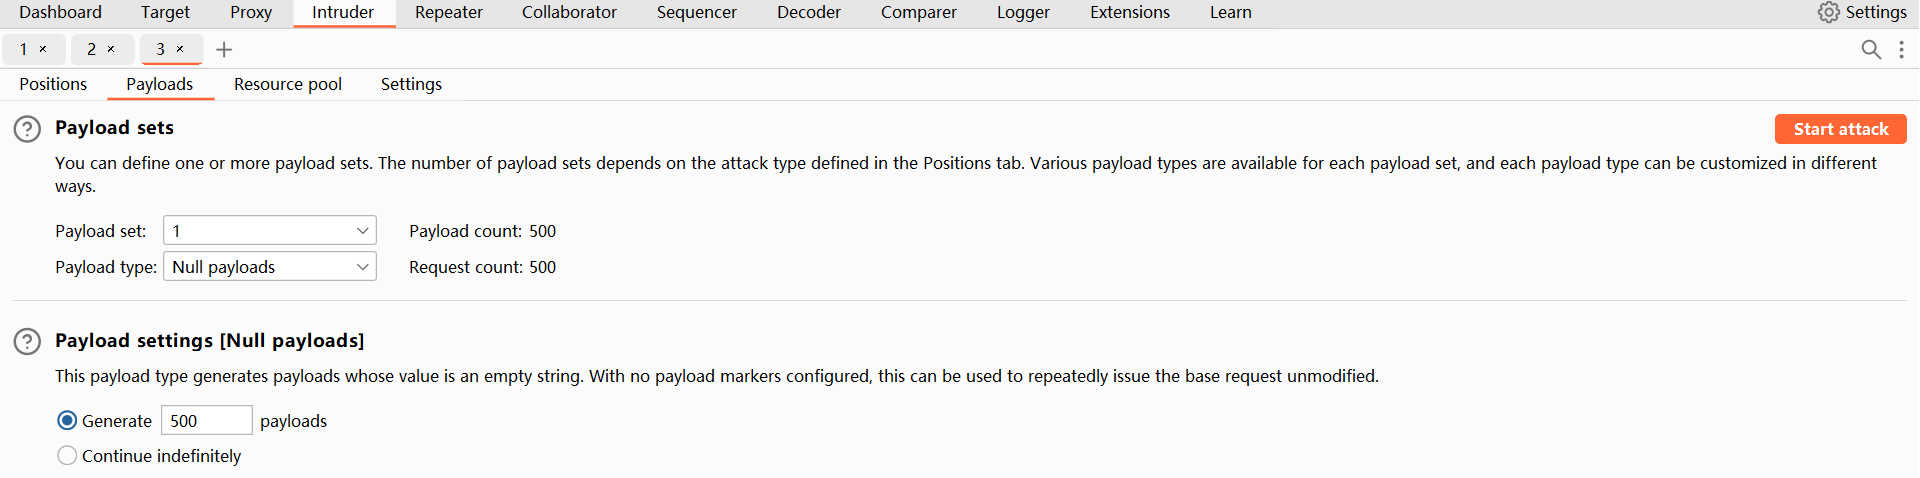 Dashboard Target Proxy Intruder Repeater Collaborator Sequencer Decoder Comparer Logger Extensions Learn Settings
1 × 2 × 3 × +
Positions Payloads Resource pool Settings
? Payload sets Start attack
You can define one or more payload sets. The number of payload sets depends on the attack type defined in the Positions tab. Various payload types are available for each payload set, and each payload type can be customized in different
ways.
Payload set: 1 Payload count: 500
Payload type: Null payloads Request count: 500
? Payload settings [Null payloads]
This payload type generates payloads whose value is an empty string. With no payload markers configured, this can be used to repeatedly issue the base request unmodified.
Generate 500 payloads
Continue indefinitely